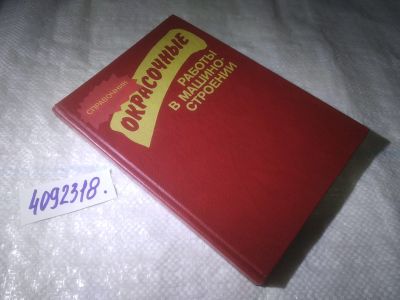 СПРАВОЧНИК
ОКРАСОЧНЫЕ
РАБОТЫ
В МАШИНО-
СТРОЕНИИ
4092318.